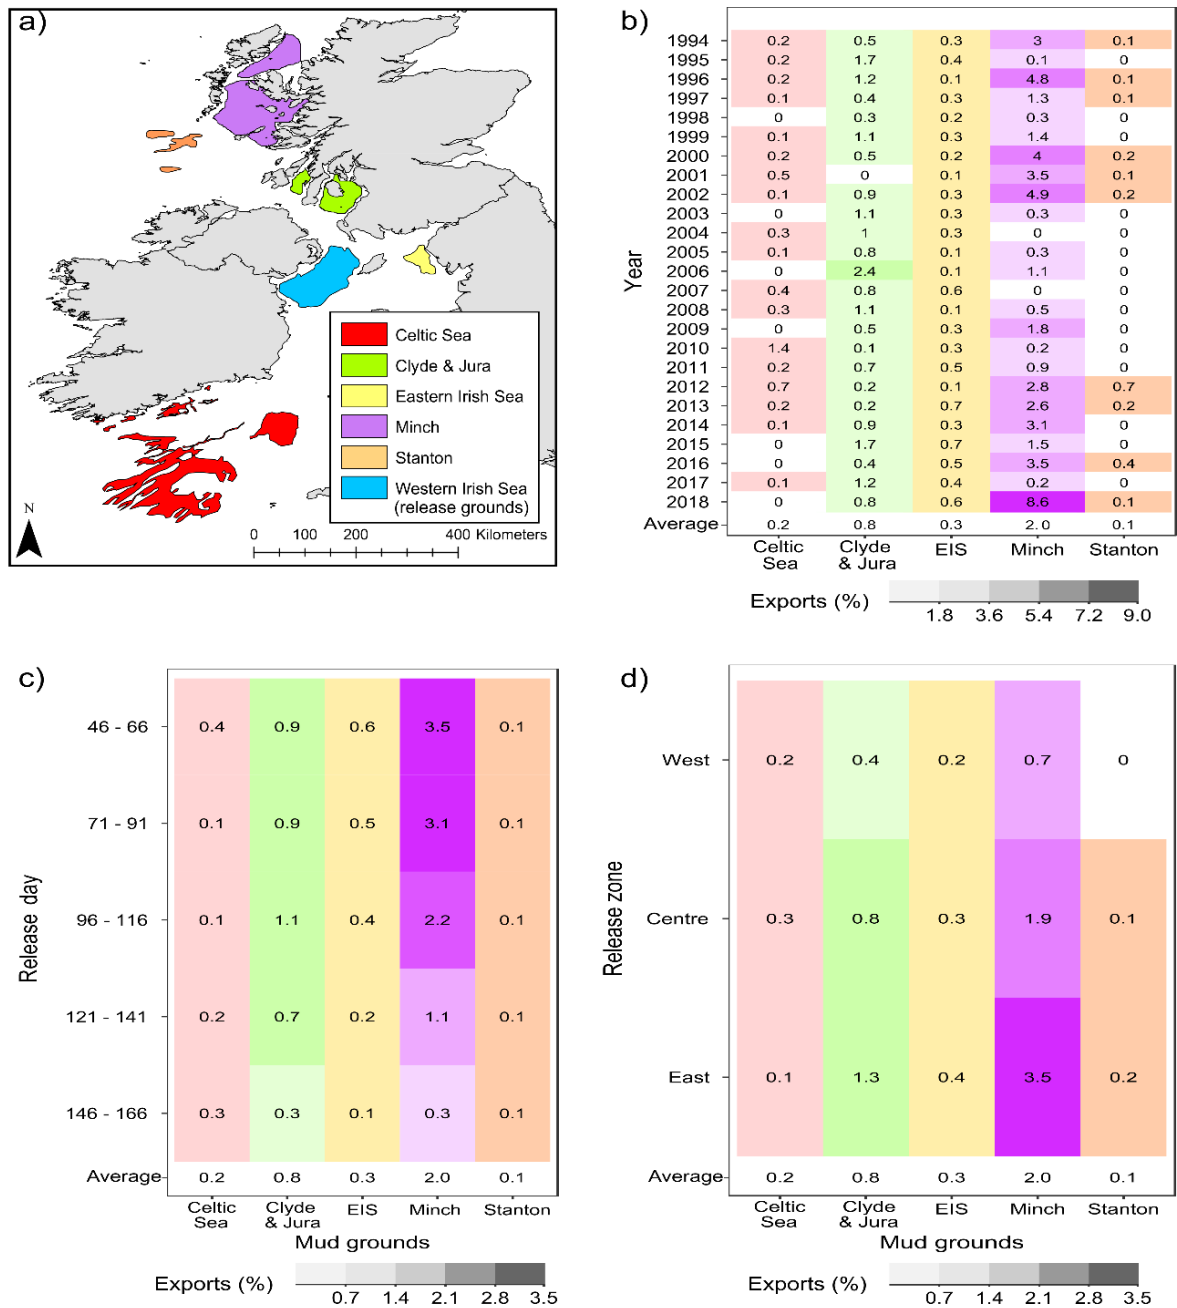 a)
N
Celtic Sea
Clyde & Jura
Eastern Irish Sea
Minch
Stanton
Western Irish Sea
(release grounds)
0 100 200 400 Kilometers
b)
Year
1994 0.2 0.5 0.3 3 0.1
1995 0.2 1.7 0.4 0.1 0
1996 0.2 1.2 0.1 4.8 0.1
1997 0.1 0.4 0.3 1.3 0.1
1998 0 0.3 0.2 0.3 0
1999 0.1 1.1 0.3 1.4 0
2000 0.2 0.5 0.2 4 0.2
2001 0.5 0 0.1 3.5 0.1
2002 0.1 0.9 0.3 4.9 0.2
2003 0 1.1 0.3 0.3 0
2004 0.3 1 0.3 0 0
2005 0.1 0.8 0.1 0.3 0
2006 0 2.4 0.1 1.1 0
2007 0.4 0.8 0.6 0 0
2008 0.3 1.1 0.1 0.5 0
2009 0 0.5 0.3 1.8 0
2010 1.4 0.1 0.3 0.2 0
2011 0.2 0.7 0.5 0.9 0
2012 0.7 0.2 0.1 2.8 0.7
2013 0.2 0.2 0.7 2.6 0.2
2014 0.1 0.9 0.3 3.1 0
2015 0 1.7 0.7 1.5 0
2016 0 0.4 0.5 3.5 0.4
2017 0.1 1.2 0.4 0.2 0
2018 0 0.8 0.6 8.6 0.1
Average 0.2 0.8 0.3 2.0 0.1
Celtic Clyde EIS Minch Stanton
Sea & Jura
Exports (%)
1.8 3.6 5.4 7.2 9.0
c)
Release day
46 - 66 0.4 0.9 0.6 3.5 0.1
71 - 91 0.1 0.9 0.5 3.1 0.1
96 - 116 0.1 1.1 0.4 2.2 0.1
121 - 141 0.2 0.7 0.2 1.1 0.1
146 - 166 0.3 0.3 0.1 0.3 0.1
Average 0.2 0.8 0.3 2.0 0.1
Celtic Clyde EIS Minch Stanton
Sea & Jura
Mud grounds
Exports (%)
0.7 1.4 2.1 2.8 3.5
d)
Release zone
West 0.2 0.4 0.2 0.7 0
Centre 0.3 0.8 0.3 1.9 0.1
East 0.1 1.3 0.4 3.5 0.2
Average 0.2 0.8 0.3 2.0 0.1
Celtic Clyde EIS Minch Stanton
Sea & Jura
Mud grounds
Exports (%)
0.7 1.4 2.1 2.8 3.5